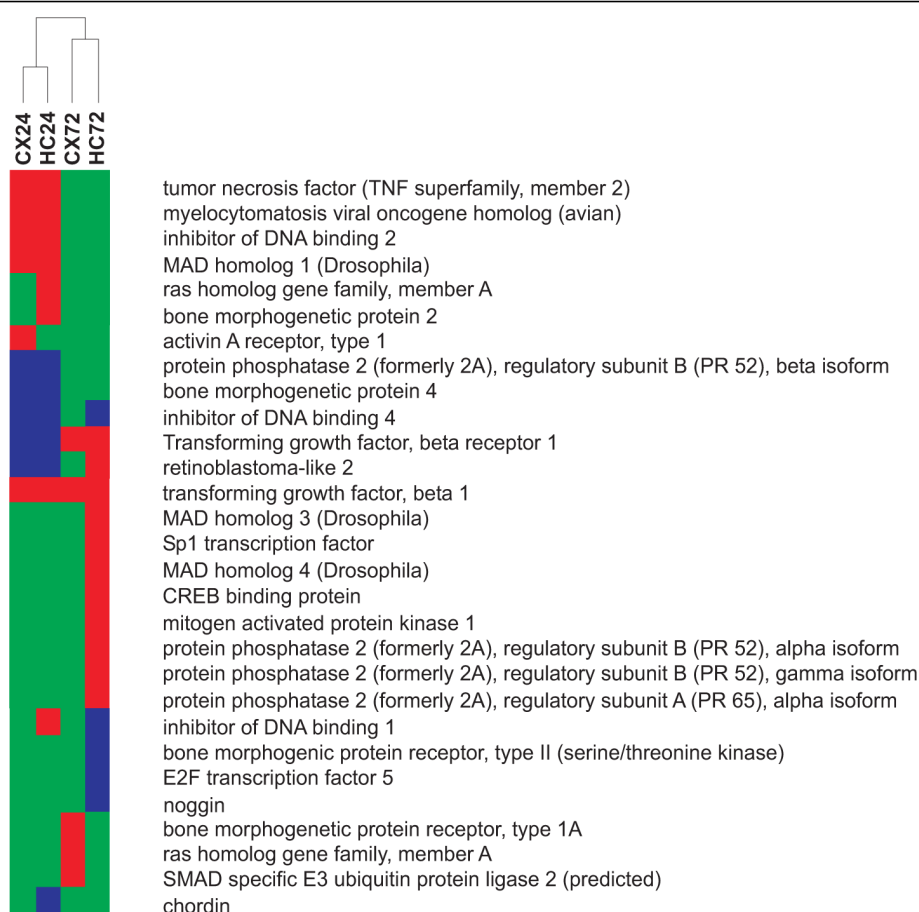 CX24
HC24
CX72
HC72
tumor necrosis factor (TNF superfamily, member 2)
myelocytomatosis viral oncogene homolog (avian)
inhibitor of DNA binding 2
MAD homolog 1 (Drosophila)
ras homolog gene family, member A
bone morphogenetic protein 2
activin A receptor, type 1
protein phosphatase 2 (formerly 2A), regulatory subunit B (PR 52), beta isoform
bone morphogenetic protein 4
inhibitor of DNA binding 4
Transforming growth factor, beta receptor 1
retinoblastoma-like 2
transforming growth factor, beta 1
MAD homolog 3 (Drosophila)
Sp1 transcription factor
MAD homolog 4 (Drosophila)
CREB binding protein
mitogen activated protein kinase 1
protein phosphatase 2 (formerly 2A), regulatory subunit B (PR 52), alpha isoform
protein phosphatase 2 (formerly 2A), regulatory subunit B (PR 52), gamma isoform
protein phosphatase 2 (formerly 2A), regulatory subunit A (PR 65), alpha isoform
inhibitor of DNA binding 1
bone morphogenic protein receptor, type II (serine/threonine kinase)
E2F transcription factor 5
noggin
bone morphogenetic protein receptor, type 1A
ras homolog gene family, member A
SMAD specific E3 ubiquitin protein ligase 2 (predicted)
chordin